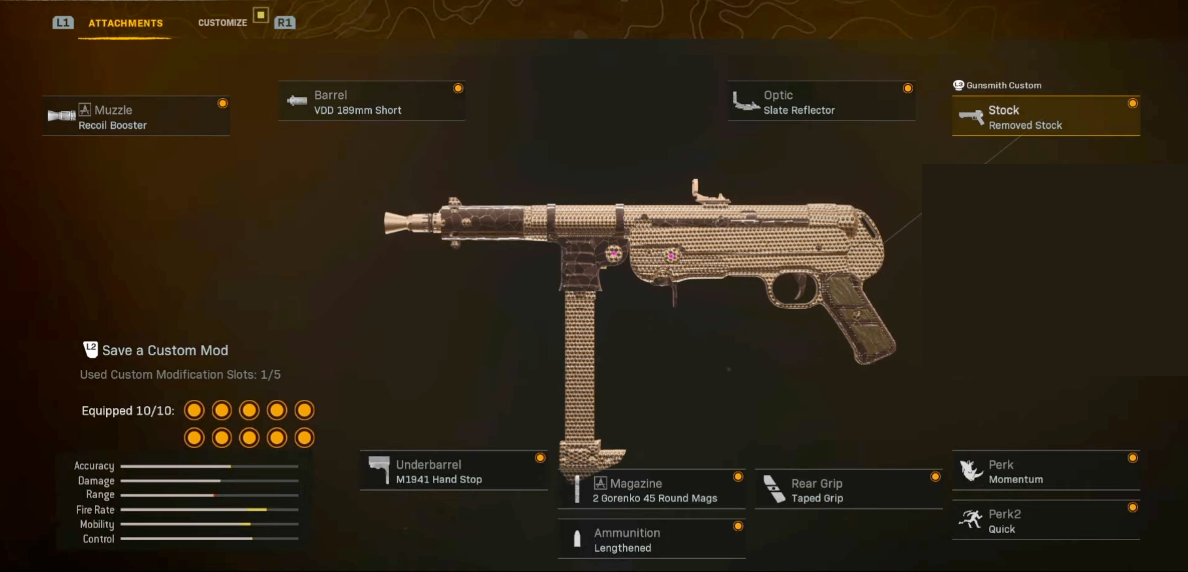 L1 ATTACHMENTS CUSTOMIZE R1
Muzzle
Recoil Booster
Barrel
VDD 189mm Short
Optic
Slate Reflector
L3 Gunsmith Custom
Stock
Removed Stock
L2 Save a Custom Mod
Used Custom Modification Slots: 1/5
Equipped 10/10:
Accuracy
Damage
Range
Fire Rate
Mobility
Control
Underbarrel
M1941 Hand Stop
Magazine
2 Gorenko 45 Round Mags
Ammunition
Lengthened
Rear Grip
Taped Grip
Perk
Momentum
Perk2
Quick